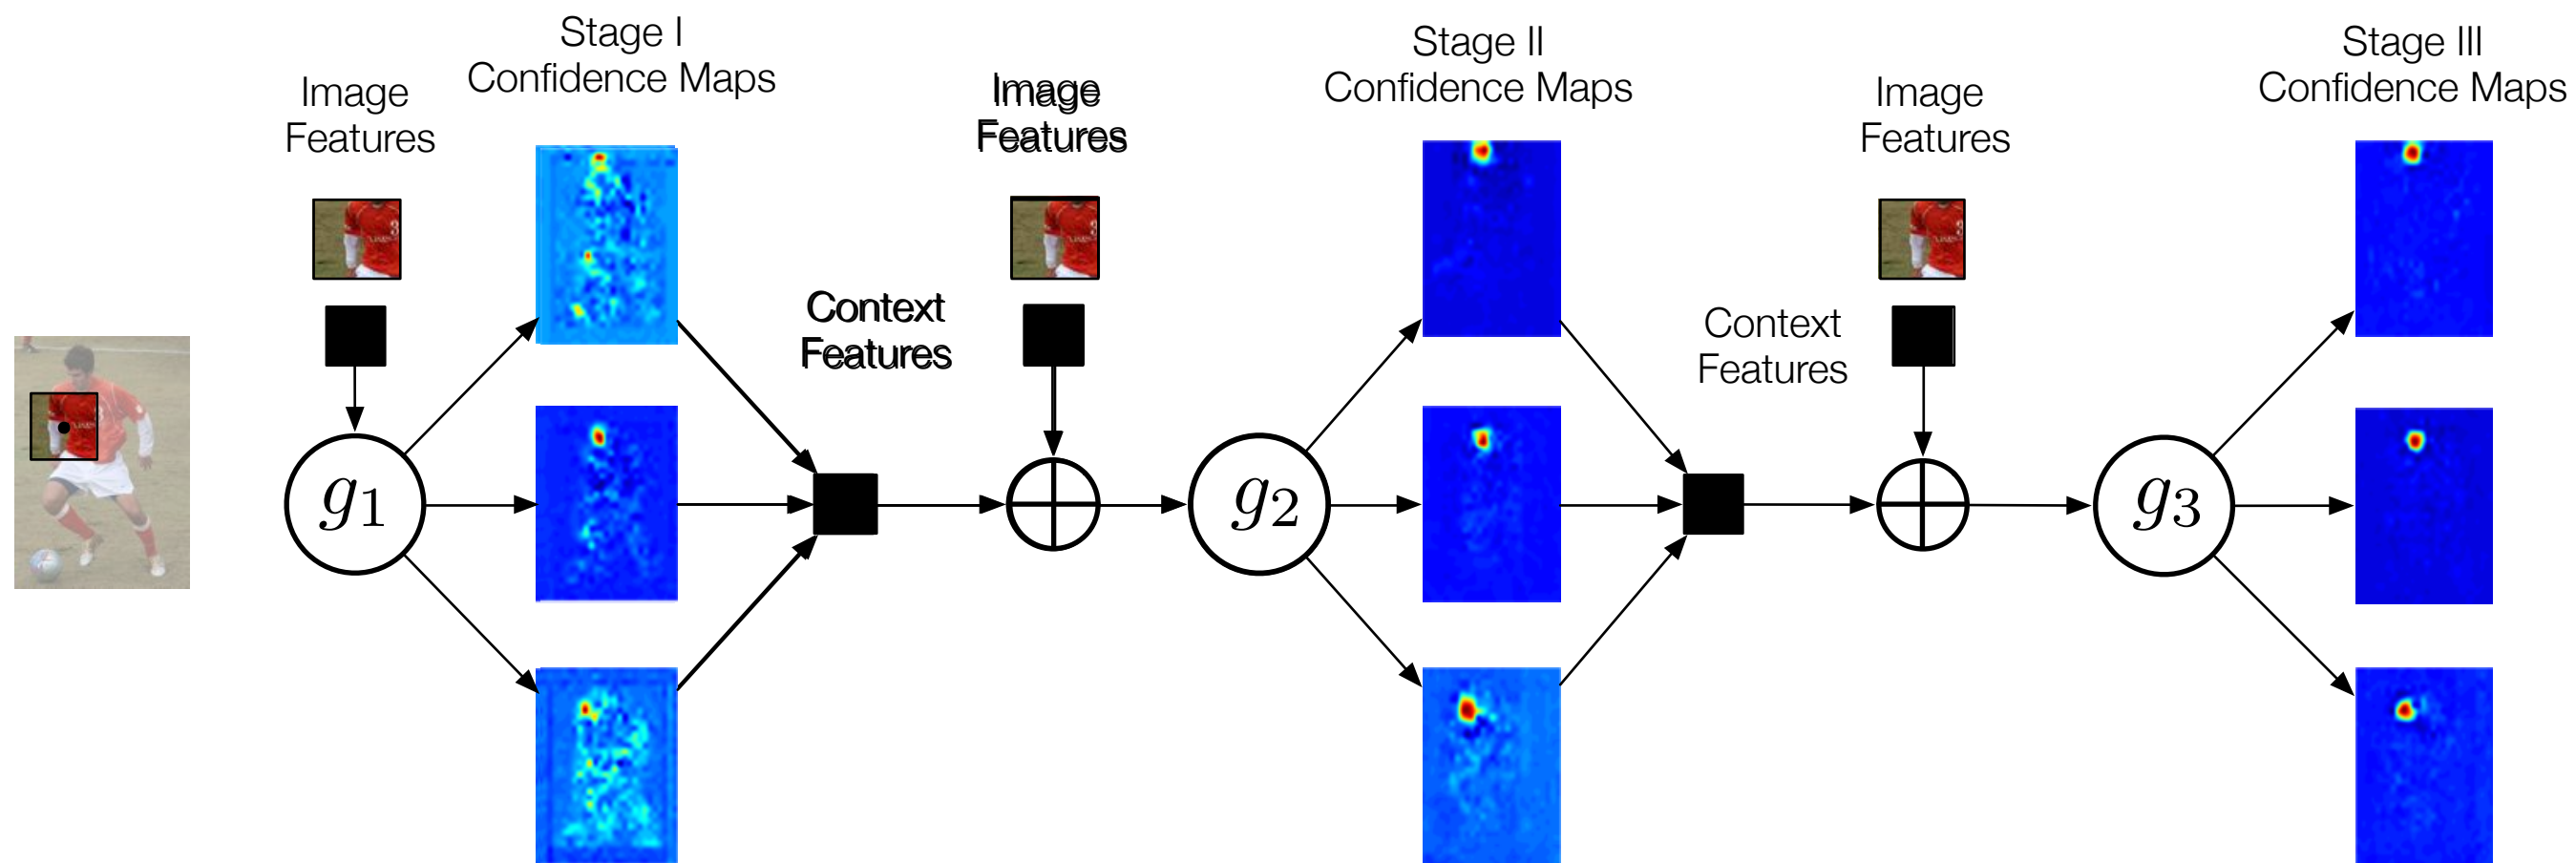 Image
Features
Stage I
Confidence Maps
Context
Features
Image
Features
Stage II
Confidence Maps
Context
Features
Image
Features
Stage III
Confidence Maps
g1
g2
g3
3